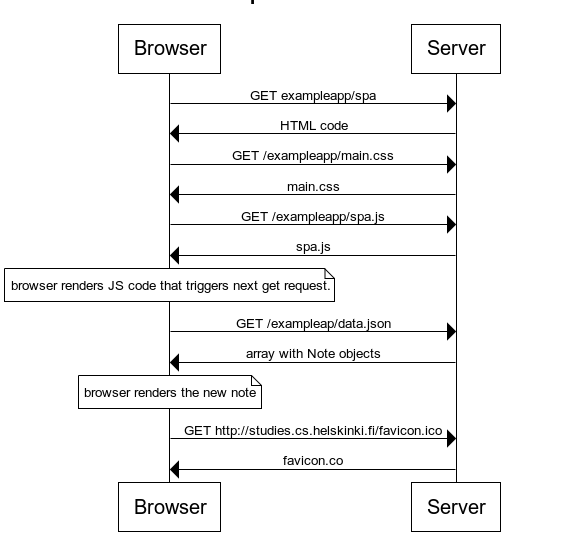 Browser Server
GET exampleapp/spa
HTML code
GET /exampleapp/main.css
main.css
GET /exampleapp/spa.js
spa.js
browser renders JS code that triggers next get request.
GET /exampleap/data.json
array with Note objects
browser renders the new note
GET http://studies.cs.helskinki.fi/favicon.ico
favicon.co
Browser Server